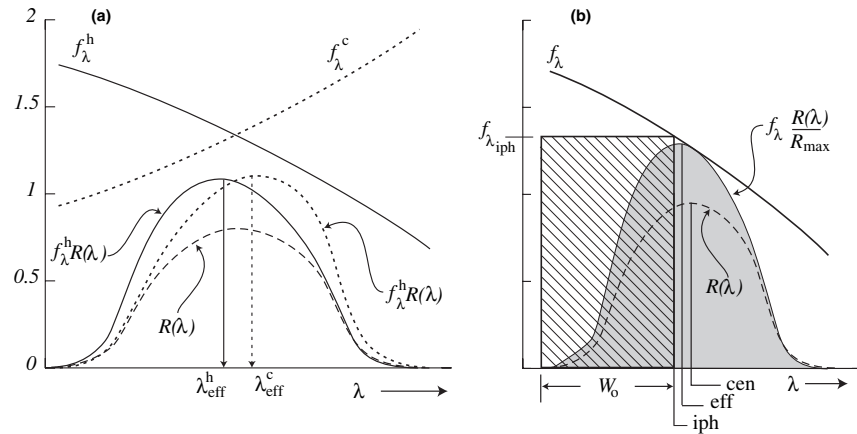 (a)
2
1.5
1
0.5
0
f_λ^h
f_λ^c
f_λ^h R(λ)
R(λ)
f_λ^h R(λ)
λ_eff^h
λ_eff^c
λ
(b)
f_λ
f_λ_iph
f_λ R(λ)/R_max
R(λ)
W_o
cen
eff
iph
λ